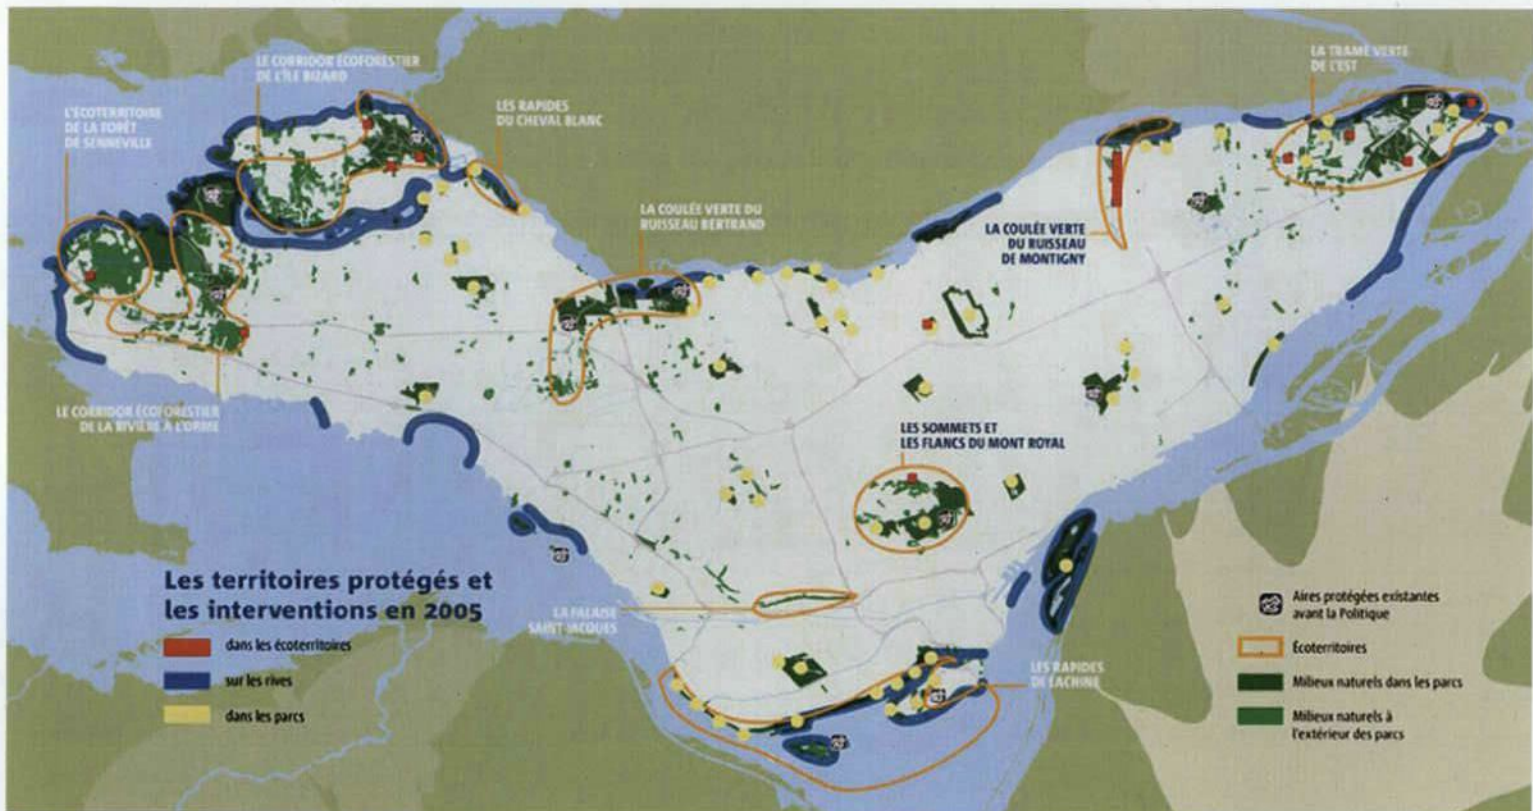 LE CORRIDOR ÉCOFORESTIER
DE L'ÎLE BIZARD
L'ÉCOTERRITOIRE
DE LA FORÊT
DE SENNEVILLE
LES RAPIDES
DU CHEVAL BLANC
LA TRAME VERTE
DE L'EST
LA COULÉE VERTE DU
RUISSEAU BERTRAND
LA COULÉE VERTE
DU RUISSEAU
DE MONTIGNY
LE CORRIDOR ÉCOFORESTIER
DE LA RIVIÈRE À L'ORME
LES SOMMETS ET
LES FLANCS DU MONT ROYAL
LA FALAISE
SAINT-JACQUES
LES RAPIDES
DE LACHINE
Les territoires protégés et
les interventions en 2005
dans les écoterritoires
sur les rives
dans les parcs
Aires protégées existantes
avant la Politique
Écoterritoires
Milieux naturels dans les parcs
Milieux naturels à
l'extérieur des parcs